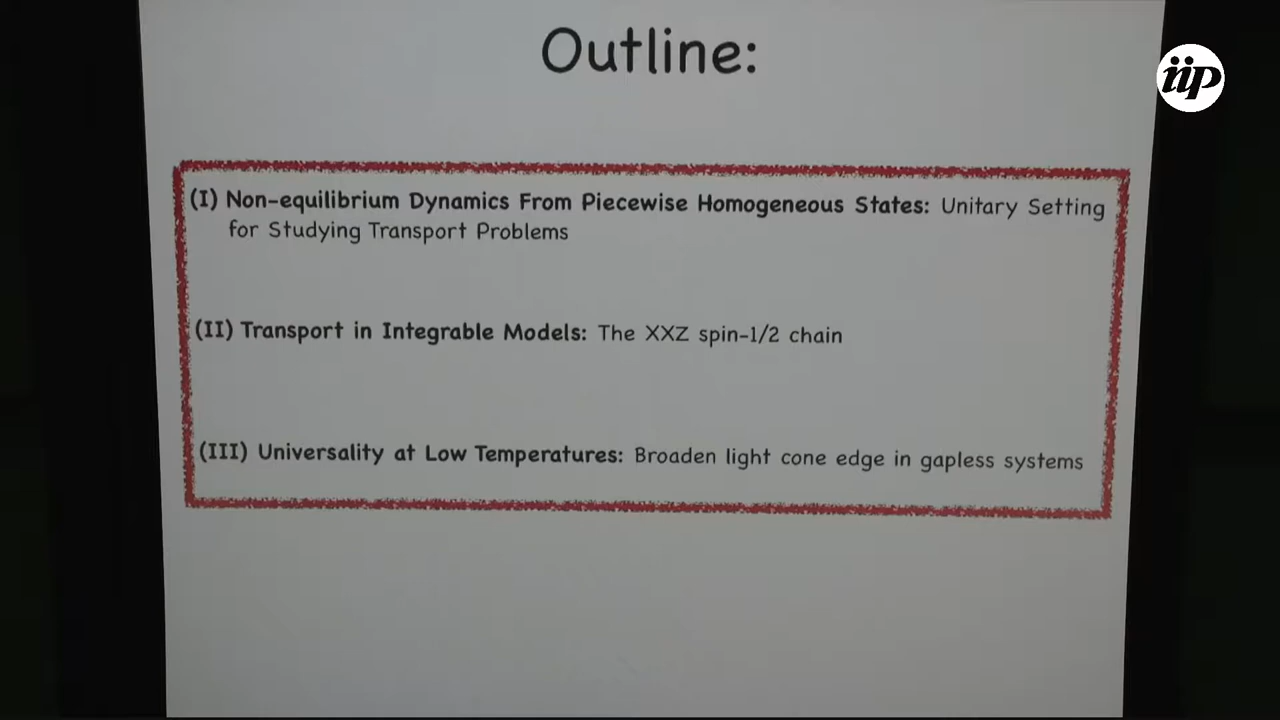 Outline:
iip
(I) Non-equilibrium Dynamics From Piecewise Homogeneous States: Unitary Setting
for Studying Transport Problems
(II) Transport in Integrable Models: The XXZ spin-1/2 chain
(III) Universality at Low Temperatures: Broaden light cone edge in gapless systems